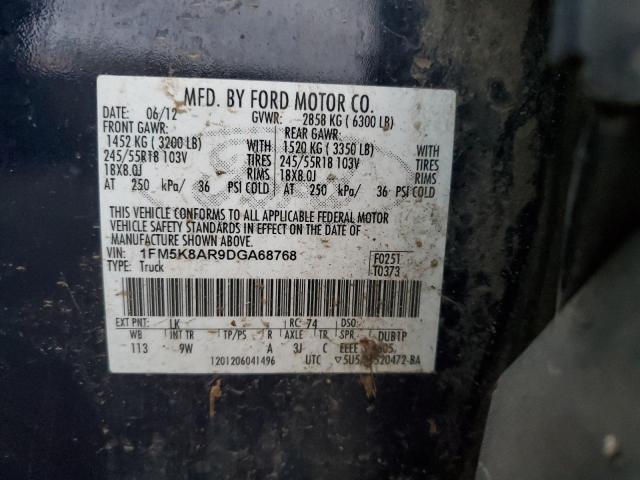 MFD. BY FORD MOTOR CO.
DATE: 06/12 GVWR: 2858 KG ( 6300 LB)
FRONT GAWR: REAR GAWR:
1452 KG ( 3200 LB) WITH 1520 KG ( 3350 LB) WITH
245/55R18 103V TIRES 245/55R18 103V TIRES
18X8.0J RIMS 18X8.0J RIMS
AT 250 kPa/ 36 PSI COLD AT 250 kPa/ 36 PSI COLD
THIS VEHICLE CONFORMS TO ALL APPLICABLE FEDERAL MOTOR
VEHICLE SAFETY STANDARDS IN EFFECT ON THE DATE OF
MANUFACTURE SHOWN ABOVE.
VIN: 1FM5K8AR9DGA68768 F0251
TYPE: Truck T0373
EXT PNT: LK RC: 74 DSO:
WB INT TR TP/PS R AXLE TR SPR DUBTP
113 9W A 3J C EEEE
1201206041496 UTC 520472-BA